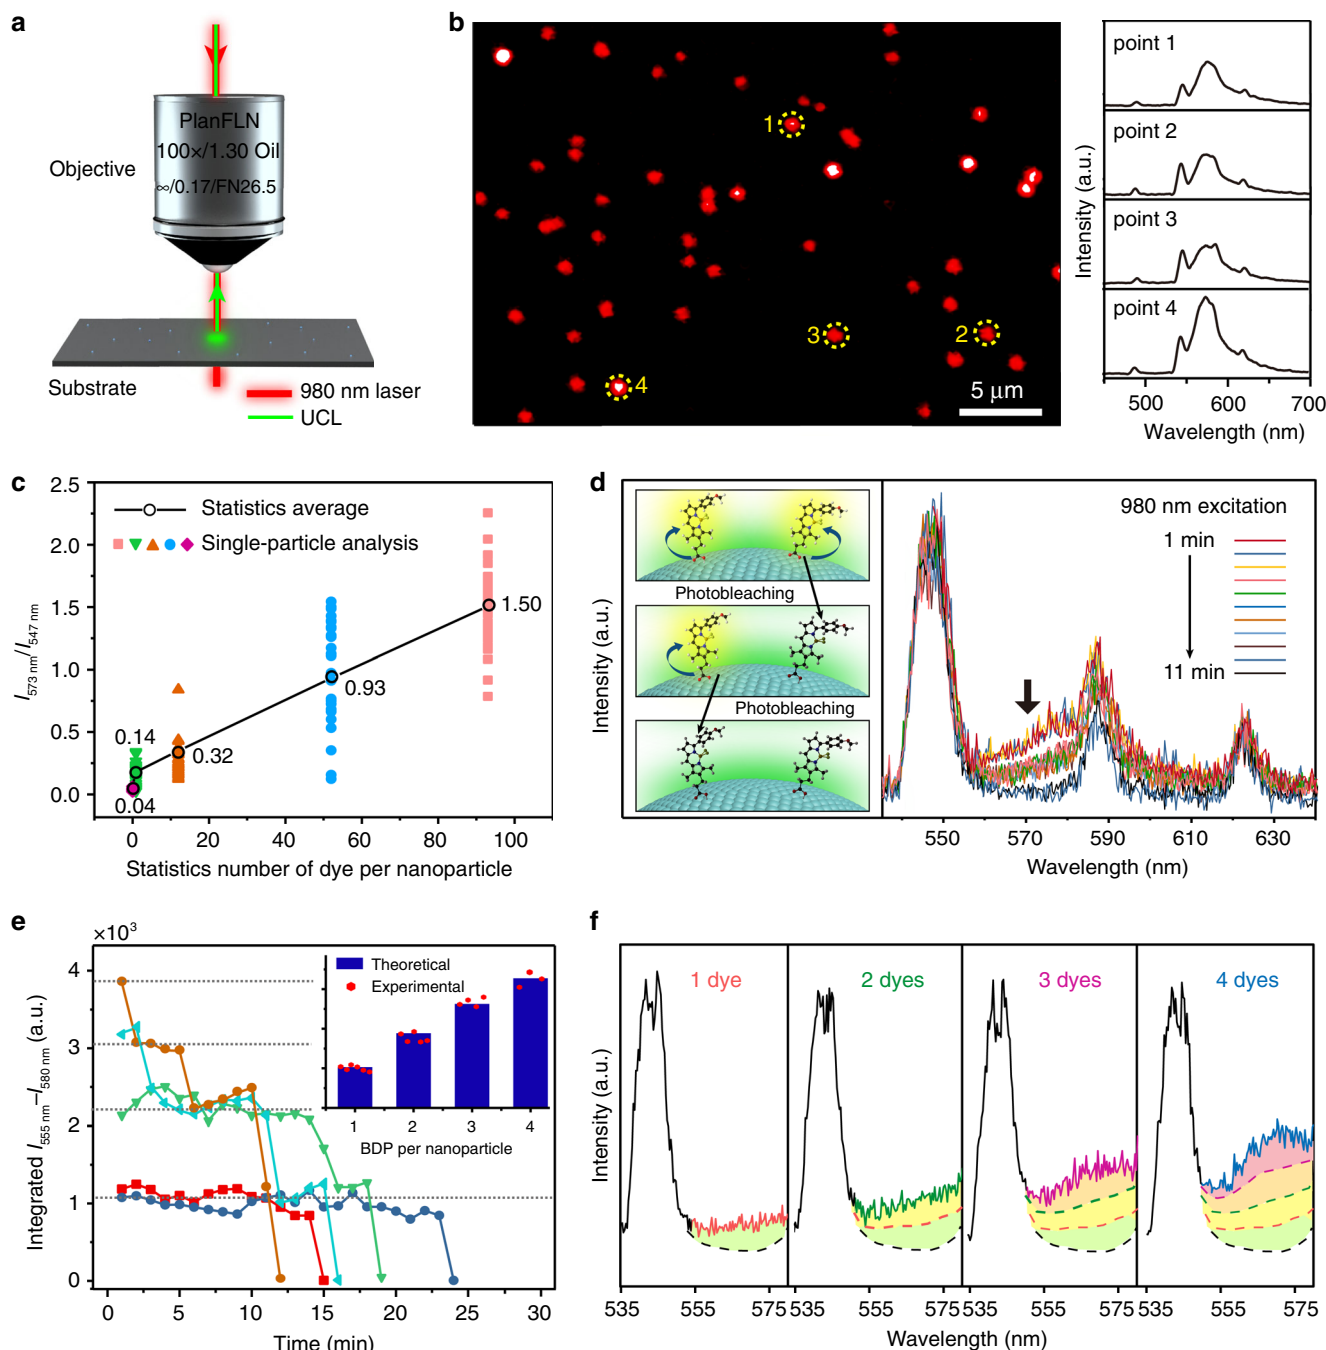 a
PlanFLN
100×/1.30 Oil
∞/0.17/FN26.5
Objective
Substrate
980 nm laser
UCL
b
1
2
3
4
5 μm
point 1
point 2
point 3
point 4
Intensity (a.u.)
500 600 700
Wavelength (nm)
c
2.5
2.0
1.5
1.0
0.5
0.0
I573 nm/I547 nm
Statistics average
Single-particle analysis
1.50
0.93
0.32
0.14
0.04
0 20 40 60 80 100
Statistics number of dye per nanoparticle
d
Photobleaching
Photobleaching
Intensity (a.u.)
980 nm excitation
1 min
11 min
550 570 590 610 630
Wavelength (nm)
e
×10³
4
3
2
1
0
Integrated I555 nm–I580 nm (a.u.)
Theoretical
Experimental
1 2 3 4
BDP per nanoparticle
0 5 10 15 20 25 30
Time (min)
f
Intensity (a.u.)
1 dye
2 dyes
3 dyes
4 dyes
535 555 575 535 555 575 535 555 575 535 555 575
Wavelength (nm)